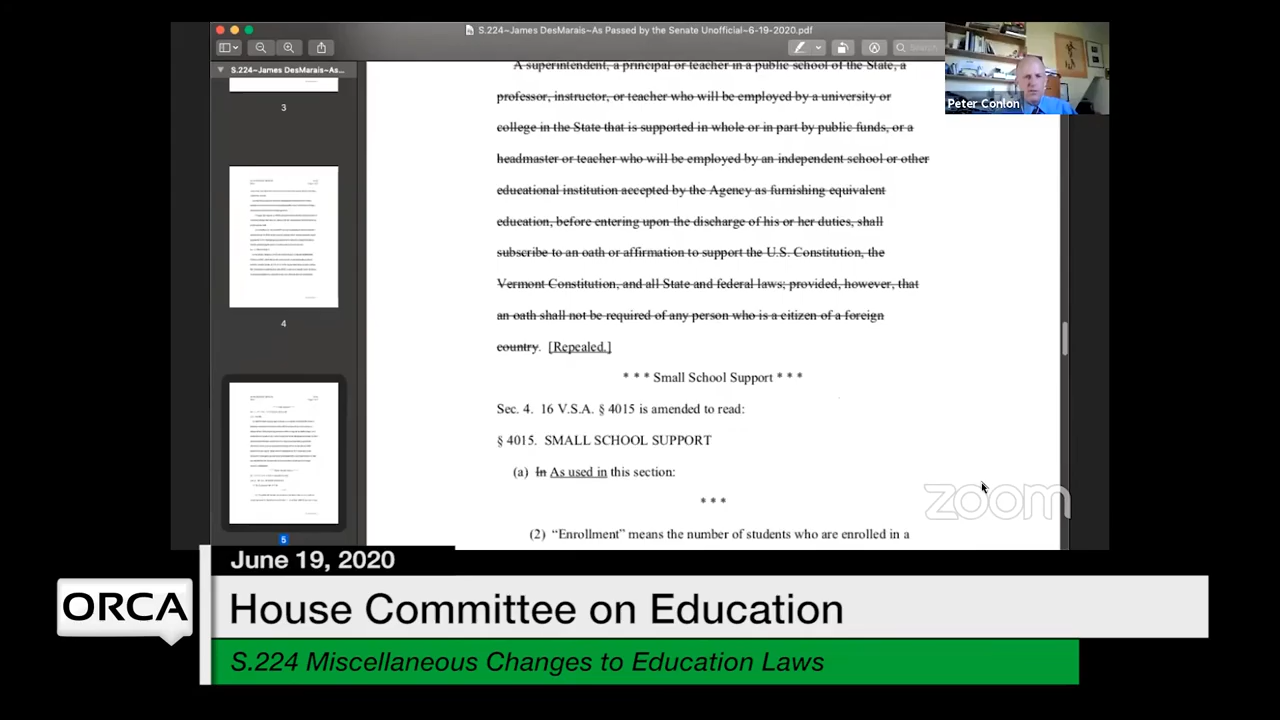 S.224~James DesMarais~As Passed by the Senate Unofficial~6-19-2020.pdf
Search
S.224~James DesMarais~As...
3
4
5
A superintendent, a principal or teacher in a public school of the State, a
professor, instructor, or teacher who will be employed by a university or
college in the State that is supported in whole or in part by public funds, or a
headmaster or teacher who will be employed by an independent school or other
educational institution accepted by the Agency as furnishing equivalent
education, before entering upon the discharge of his or her duties, shall
subscribe to an oath or affirmation to support the U.S. Constitution, the
Vermont Constitution, and all State and federal laws; provided, however, that
an oath shall not be required of any person who is a citizen of a foreign
country. [Repealed.]
* * * Small School Support * * *
Sec. 4. 16 V.S.A. § 4015 is amended to read:
§ 4015. SMALL SCHOOL SUPPORT
(a) In As used in this section:
* * *
(2) “Enrollment” means the number of students who are enrolled in a
Peter Conlon
zoom
June 19, 2020
ORCA
House Committee on Education
S.224 Miscellaneous Changes to Education Laws